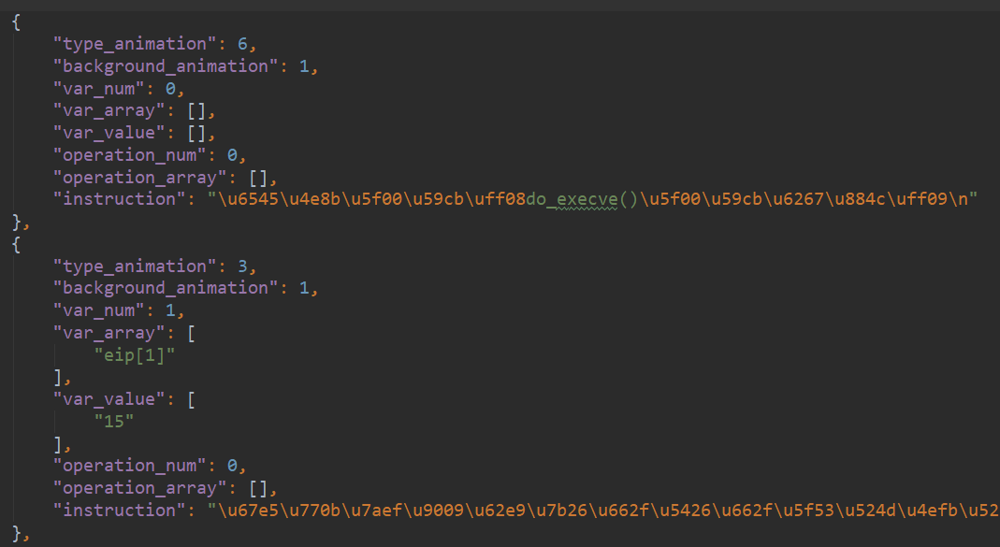 {
    "type_animation": 6,
    "background_animation": 1,
    "var_num": 0,
    "var_array": [],
    "var_value": [],
    "operation_num": 0,
    "operation_array": [],
    "instruction": "\u6545\u4e8b\u5f00\u59cb\uff08do_execve()\u5f00\u59cb\u6267\u884c\uff09\n"
},
{
    "type_animation": 3,
    "background_animation": 1,
    "var_num": 1,
    "var_array": [
        "eip[1]"
    ],
    "var_value": [
        "15"
    ],
    "operation_num": 0,
    "operation_array": [],
    "instruction": "\u67e5\u770b\u7aef\u9009\u62e9\u7b26\u662f\u5426\u662f\u5f53\u524d\u4efb\u52
},